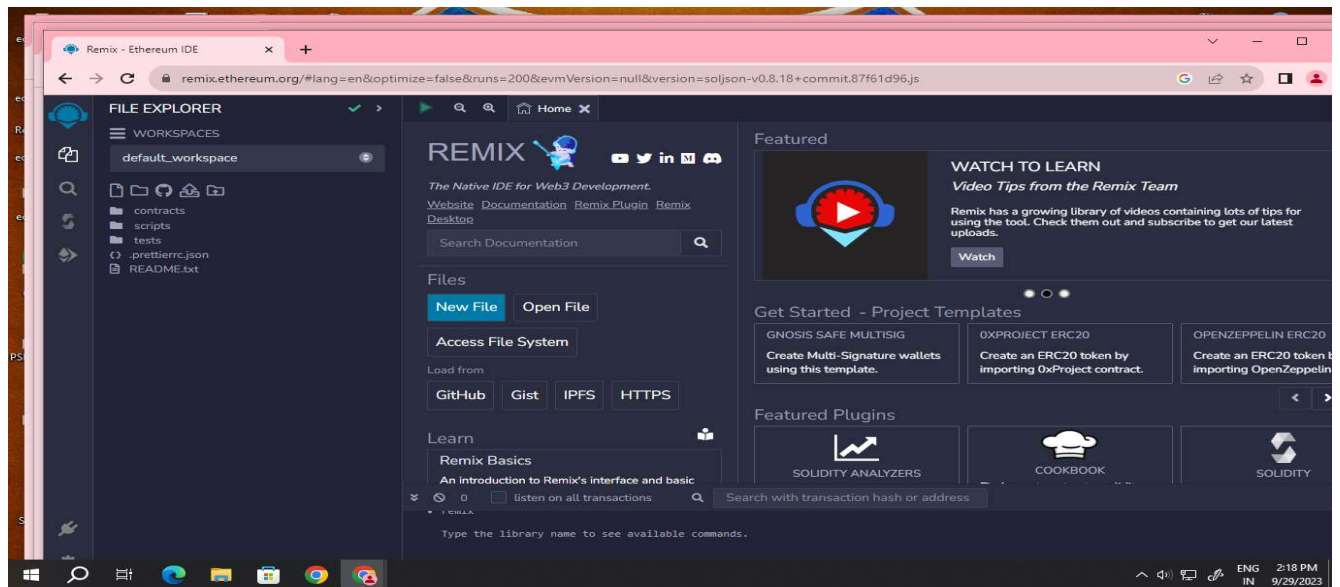 Remix - Ethereum IDE
remix.ethereum.org/#lang=en&optimize=false&runs=200&evmVersion=null&version=soljson-v0.8.18+commit.87f61d96.js
FILE EXPLORER
WORKSPACES
default_workspace
contracts
scripts
tests
.prettierrc.json
README.txt
Home
REMIX
The Native IDE for Web3 Development.
Website Documentation Remix Plugin Remix
Desktop
Search Documentation
Files
New File Open File
Access File System
Load from
GitHub Gist IPFS HTTPS
Learn
Remix Basics
An introduction to Remix's interface and basic
Featured
WATCH TO LEARN
Video Tips from the Remix Team
Remix has a growing library of videos containing lots of tips for
using the tool. Check them out and subscribe to get our latest
uploads.
Watch
Get Started - Project Templates
GNOSIS SAFE MULTISIG
Create Multi-Signature wallets
using this template.
0XPROJECT ERC20
Create an ERC20 token by
importing 0xProject contract.
OPENZEPPELIN ERC20
Create an ERC20 token b
importing OpenZeppelin
Featured Plugins
SOLIDITY ANALYZERS
COOKBOOK
SOLIDITY
0 listen on all transactions Search with transaction hash or address
remix
Type the library name to see available commands.
ENG 2:18 PM
IN 9/29/2023